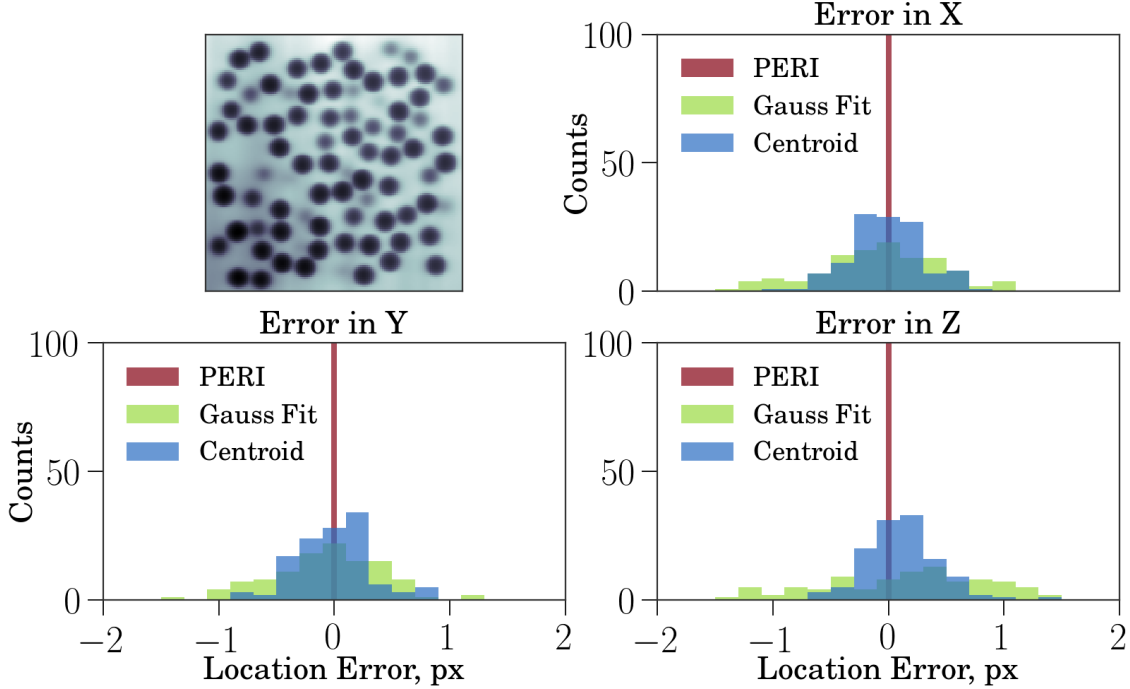 Error in X
100
50
0
Counts
PERI
Gauss Fit
Centroid
Error in Y
100
50
0
Counts
PERI
Gauss Fit
Centroid
−2
−1
0
1
2
Location Error, px
Error in Z
100
50
0
PERI
Gauss Fit
Centroid
−2
−1
0
1
2
Location Error, px